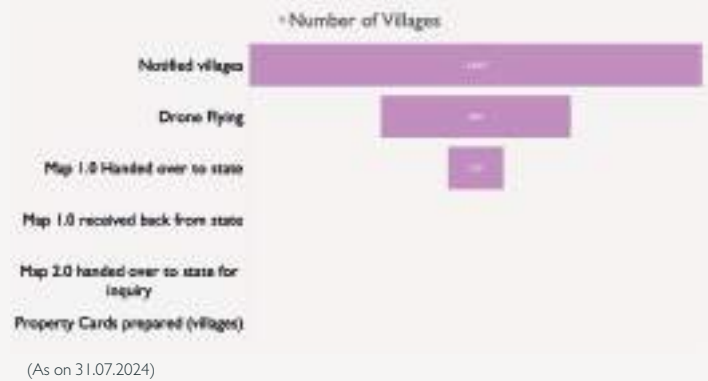 Number of Villages
Notified villages
Drone Flying
Map 1.0 Handed over to state
Map 1.0 received back from state
Map 2.0 handed over to state for
inquiry
Property Cards prepared (villages)
(As on 31.07.2024)